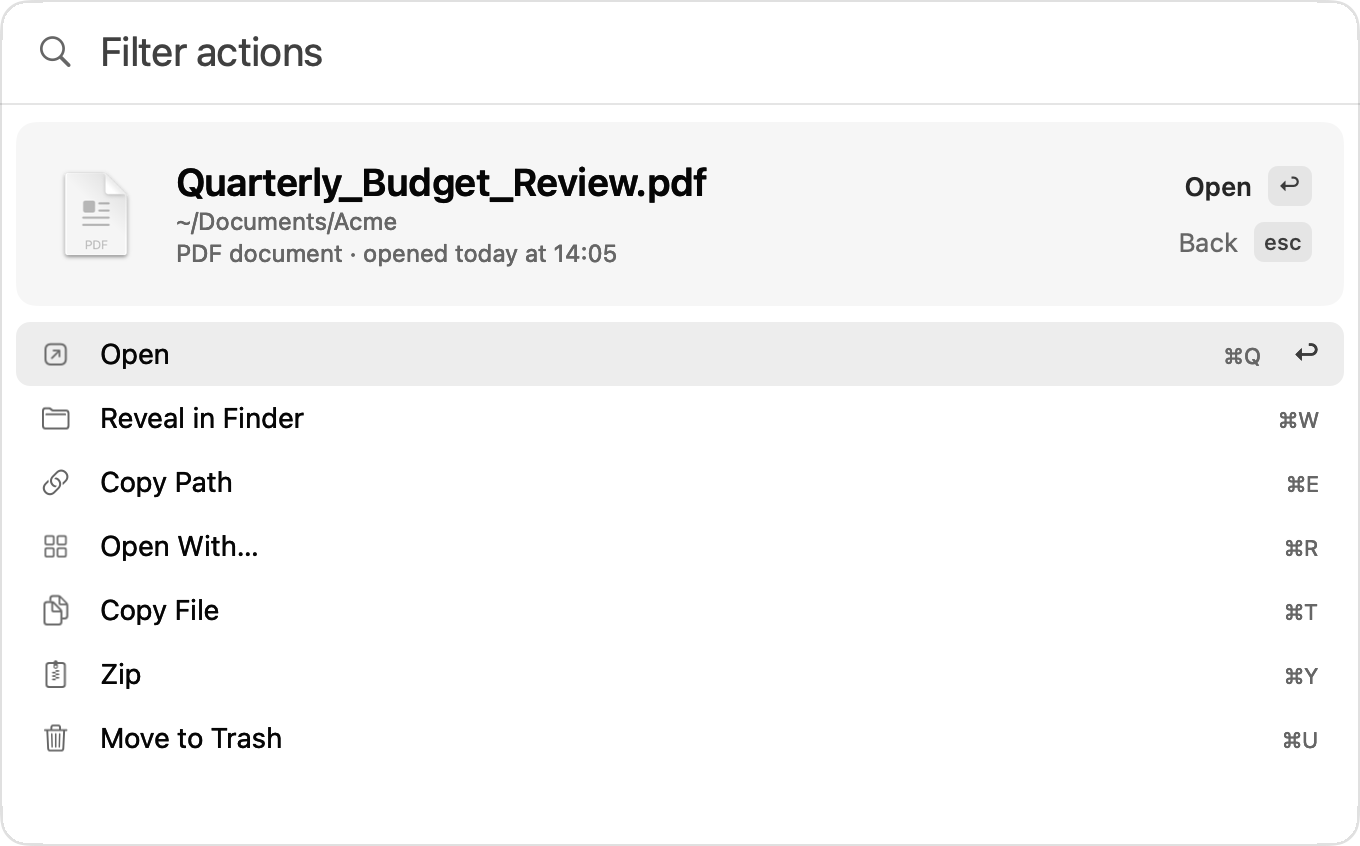 Filter actions
Quarterly_Budget_Review.pdf
~/Documents/Acme
PDF document · opened today at 14:05
PDF
Open ↩
Back esc
Open ⌘Q ↩
Reveal in Finder ⌘W
Copy Path ⌘E
Open With... ⌘R
Copy File ⌘T
Zip ⌘Y
Move to Trash ⌘U